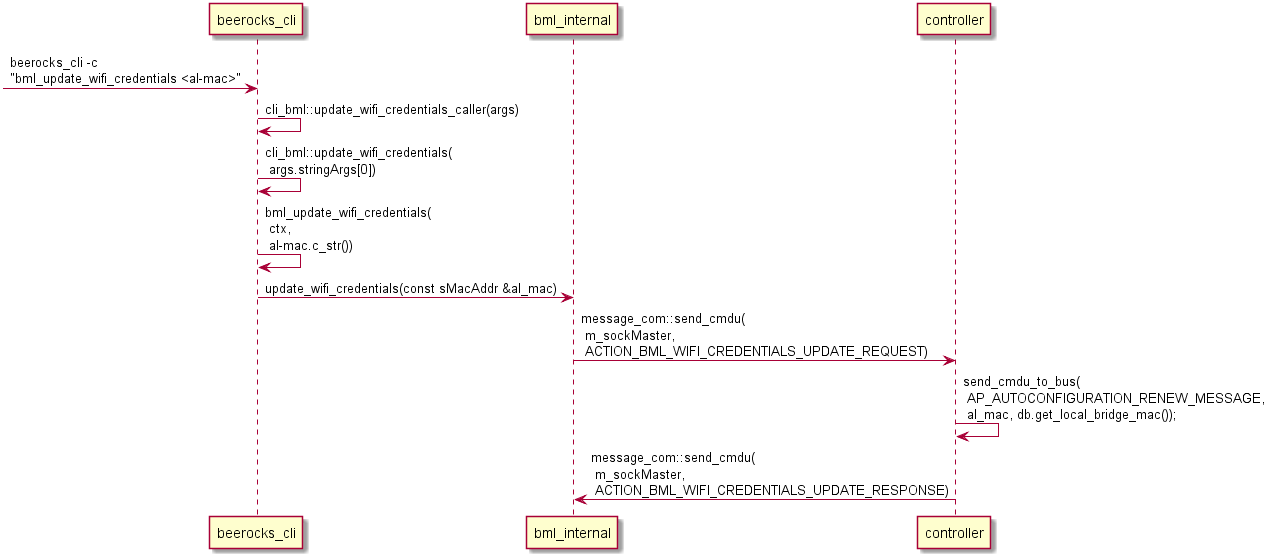 beerocks_cli
bml_internal
controller
beerocks_cli -c
"bml_update_wifi_credentials <al-mac>"
cli_bml::update_wifi_credentials_caller(args)
cli_bml::update_wifi_credentials(
args.stringArgs[0])
bml_update_wifi_credentials(
ctx,
al-mac.c_str())
update_wifi_credentials(const sMacAddr &al_mac)
message_com::send_cmdu(
m_sockMaster,
ACTION_BML_WIFI_CREDENTIALS_UPDATE_REQUEST)
send_cmdu_to_bus(
AP_AUTOCONFIGURATION_RENEW_MESSAGE,
al_mac, db.get_local_bridge_mac());
message_com::send_cmdu(
m_sockMaster,
ACTION_BML_WIFI_CREDENTIALS_UPDATE_RESPONSE)
beerocks_cli
bml_internal
controller